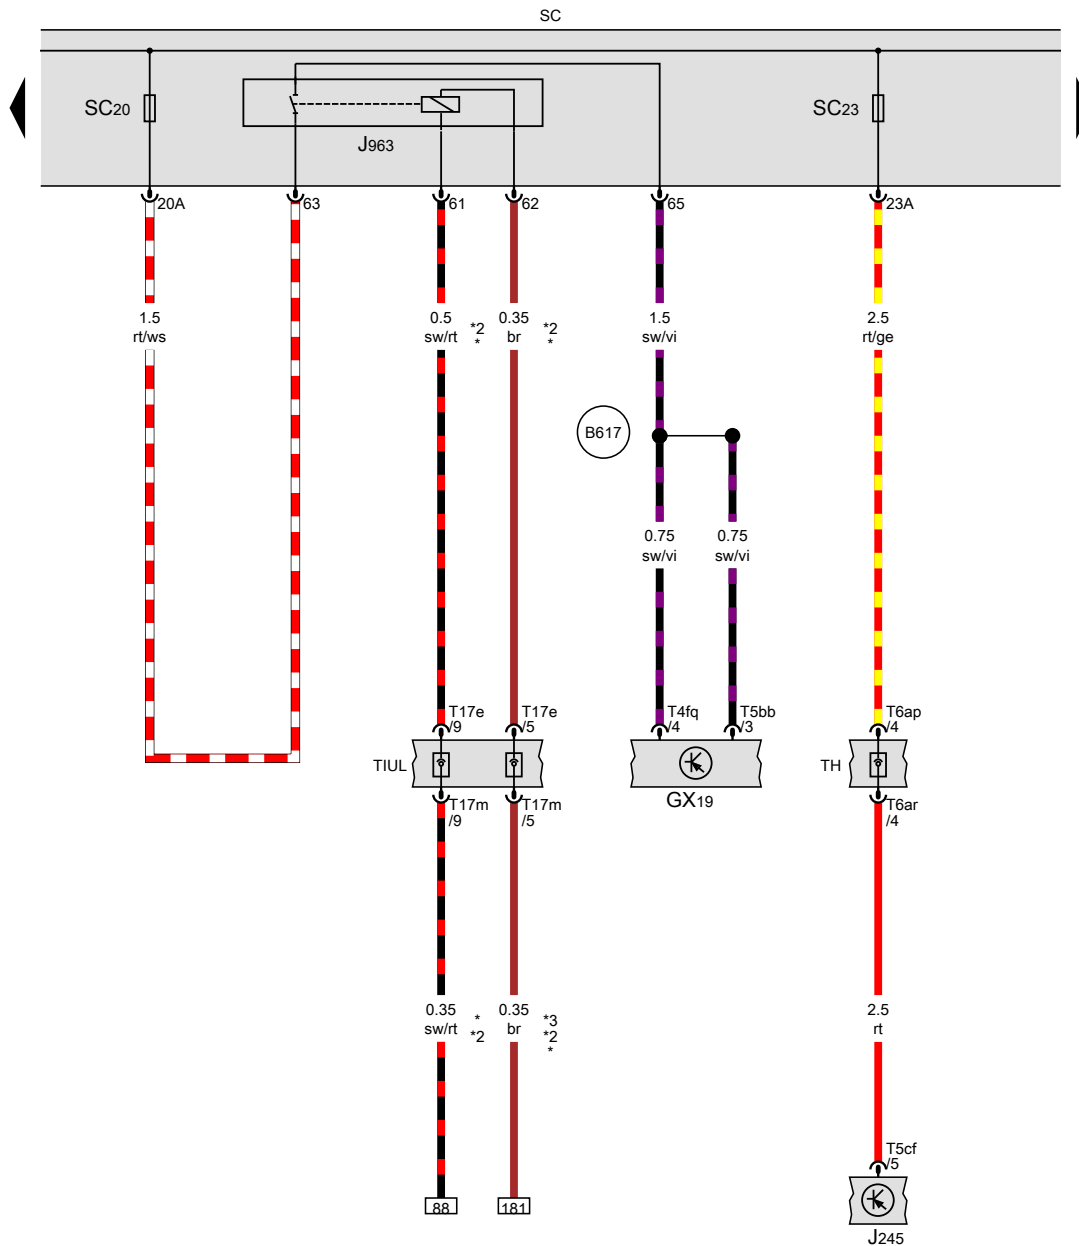 SC
SC20
SC23
J963
20A
63
61
62
65
23A
1.5
rt/ws
0.5
sw/rt
*2
*
0.35
br
*2
*
1.5
sw/vi
2.5
rt/ge
B617
0.75
sw/vi
0.75
sw/vi
T17e
/9
T17e
/5
T4fq
/4
T5bb
/3
T6ap
/4
TIUL
TH
GX19
T17m
/9
T17m
/5
T6ar
/4
0.35
sw/rt
*
*2
0.35
br
*3
*2
*
2.5
rt
T5cf
/5
88
181
J245